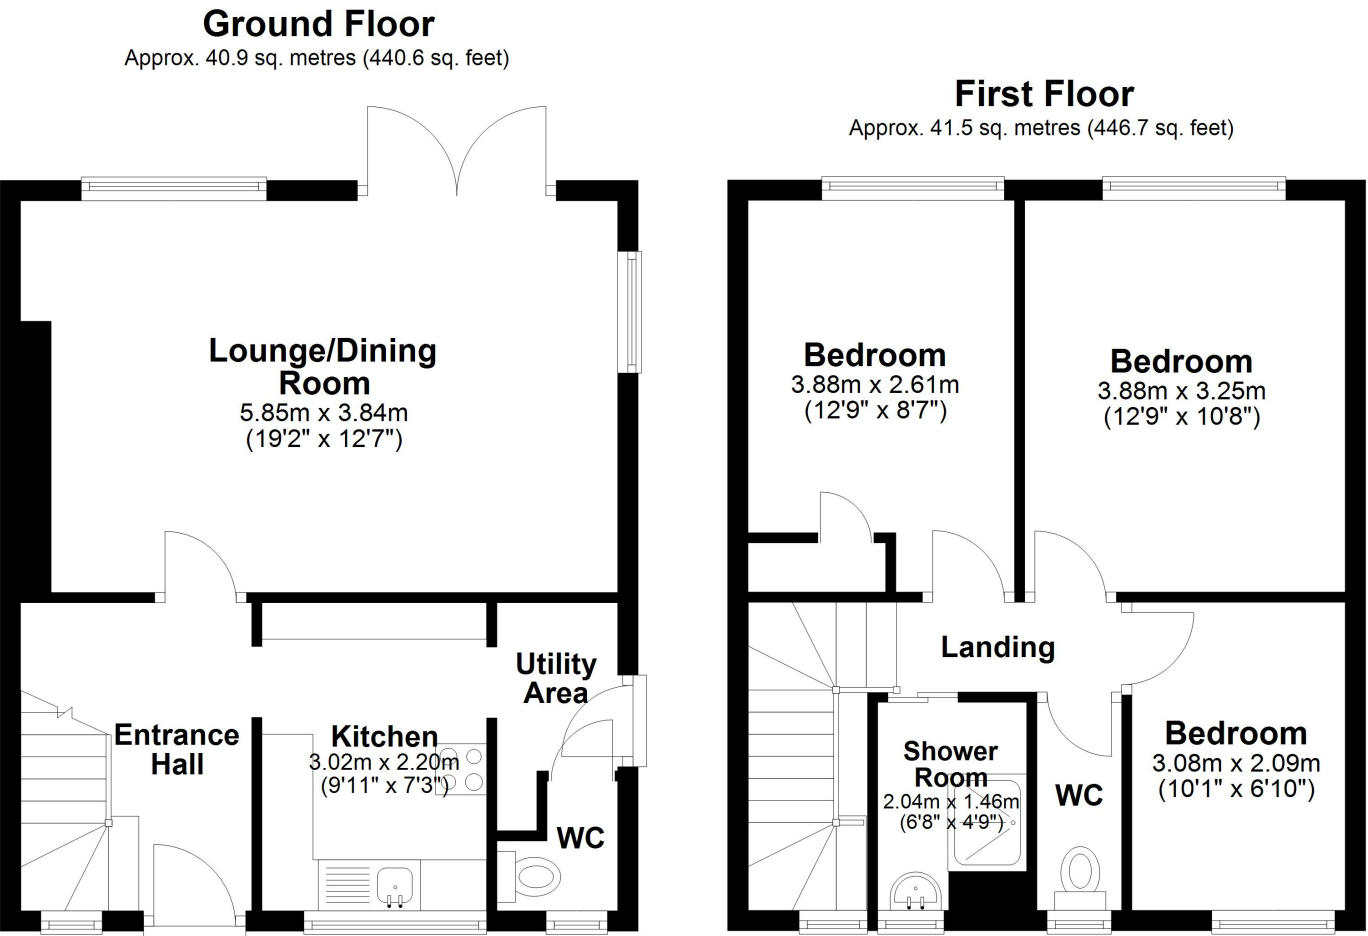 Ground Floor
Approx. 40.9 sq. metres (440.6 sq. feet)
Lounge/Dining
Room
5.85m x 3.84m
(19'2" x 12'7")
Utility
Area
Entrance
Hall
Kitchen
3.02m x 2.20m
(9'11" x 7'3")
WC
First Floor
Approx. 41.5 sq. metres (446.7 sq. feet)
Bedroom
3.88m x 2.61m
(12'9" x 8'7")
Bedroom
3.88m x 3.25m
(12'9" x 10'8")
Landing
Shower
Room
2.04m x 1.46m
(6'8" x 4'9")
WC
Bedroom
3.08m x 2.09m
(10'1" x 6'10")